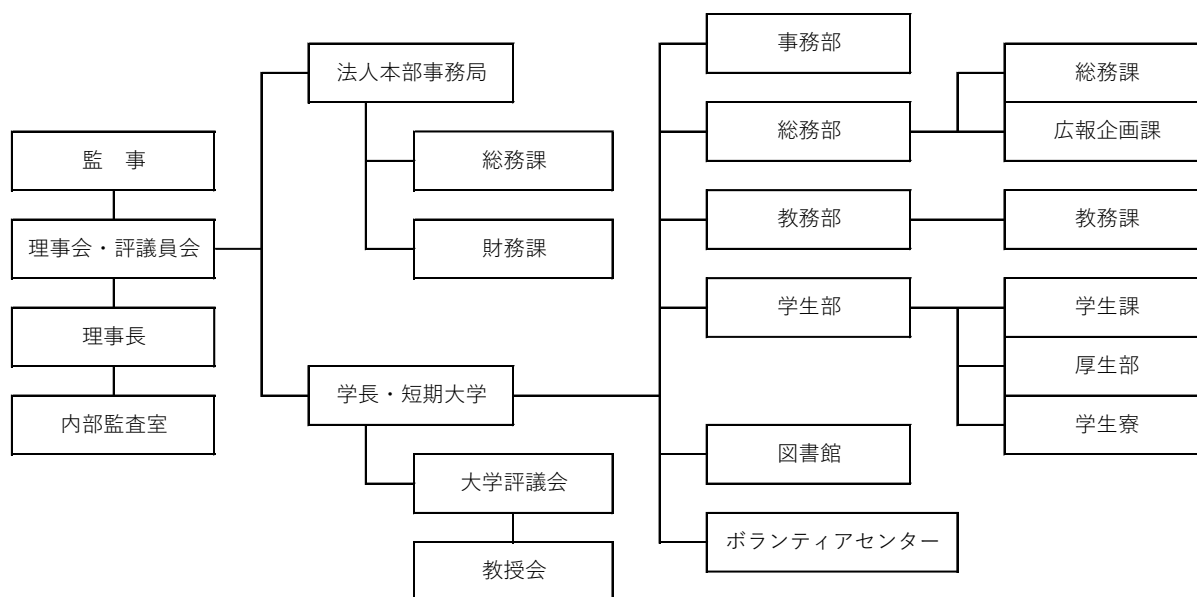 監　事
理事会・評議員会
理事長
内部監査室
法人本部事務局
総務課
財務課
学長・短期大学
大学評議会
教授会
事務部
総務部
総務課
広報企画課
教務部
教務課
学生部
学生課
厚生部
学生寮
図書館
ボランティアセンター